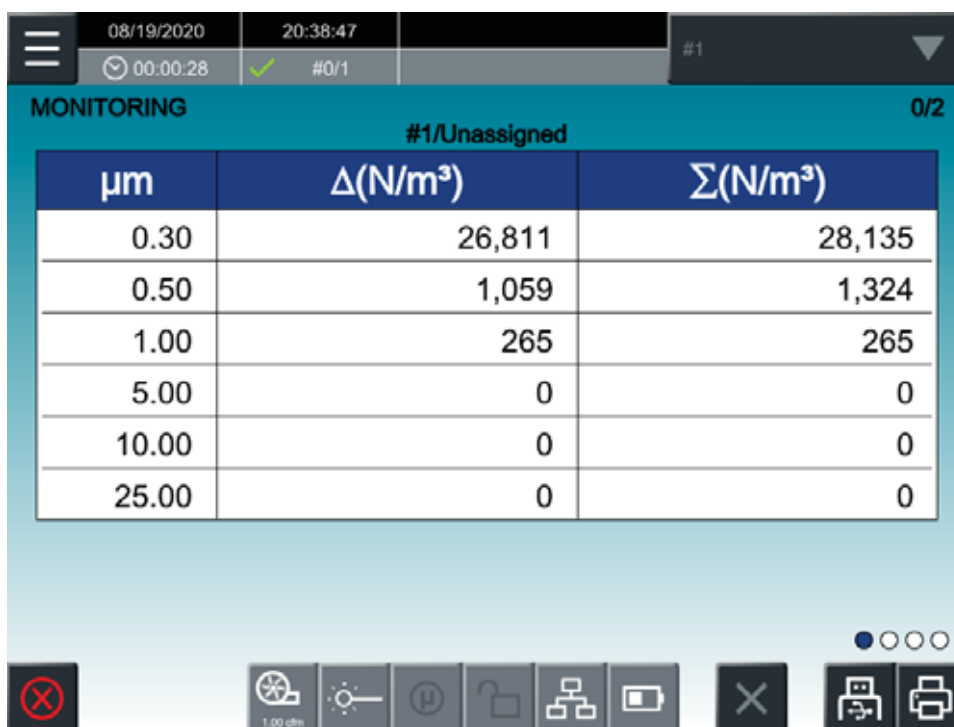 08/19/2020 20:38:47 #1
00:00:28 #0/1
MONITORING 0/2
#1/Unassigned
µm Δ(N/m³) Σ(N/m³)
0.30 26,811 28,135
0.50 1,059 1,324
1.00 265 265
5.00 0 0
10.00 0 0
25.00 0 0
µ
1.00 cfm